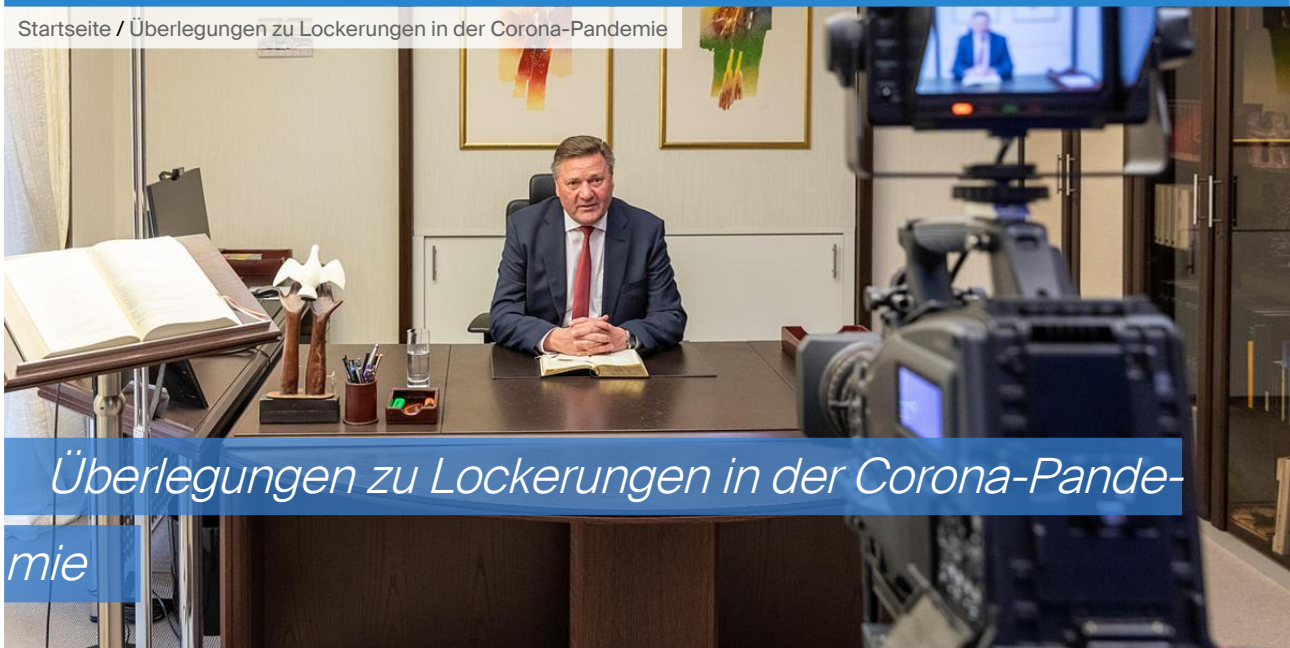 Startseite / Überlegungen zu Lockerungen in der Corona-Pandemie
Überlegungen zu Lockerungen in der Corona-Pande-
mie